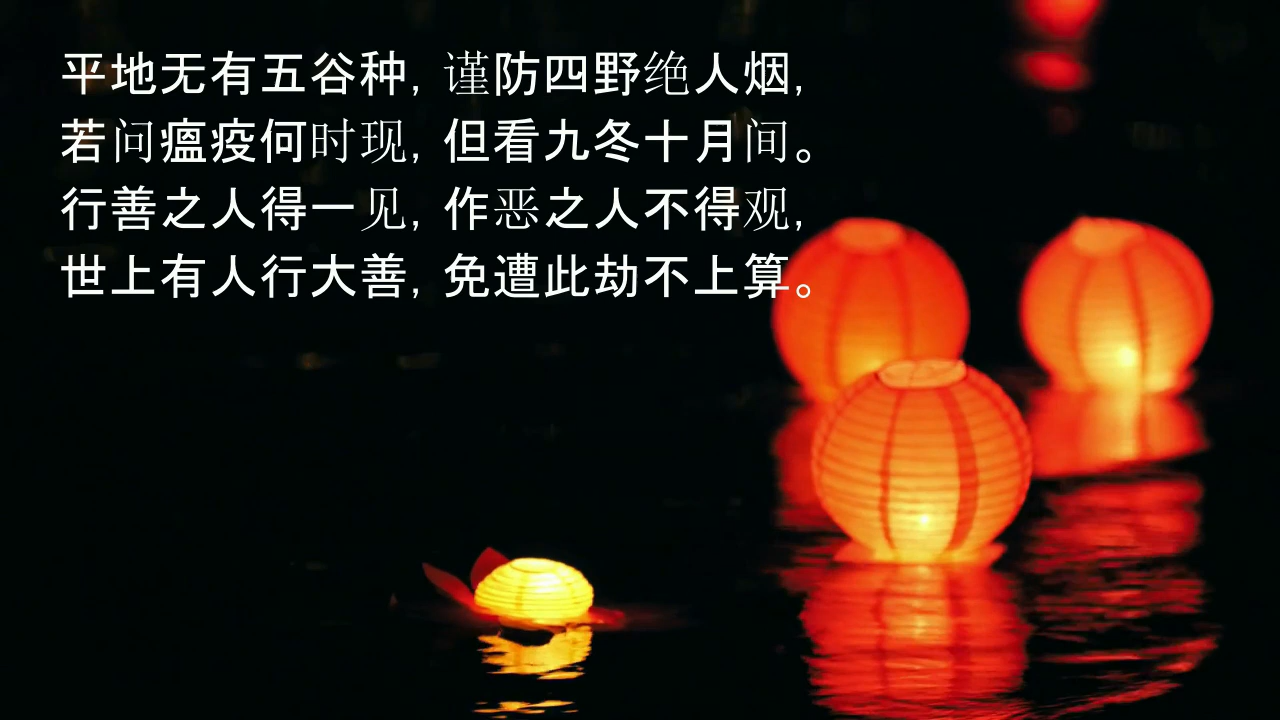 平地无有五谷种，谨防四野绝人烟，
若问瘟疫何时现，但看九冬十月间。
行善之人得一见，作恶之人不得观，
世上有人行大善，免遭此劫不上算。